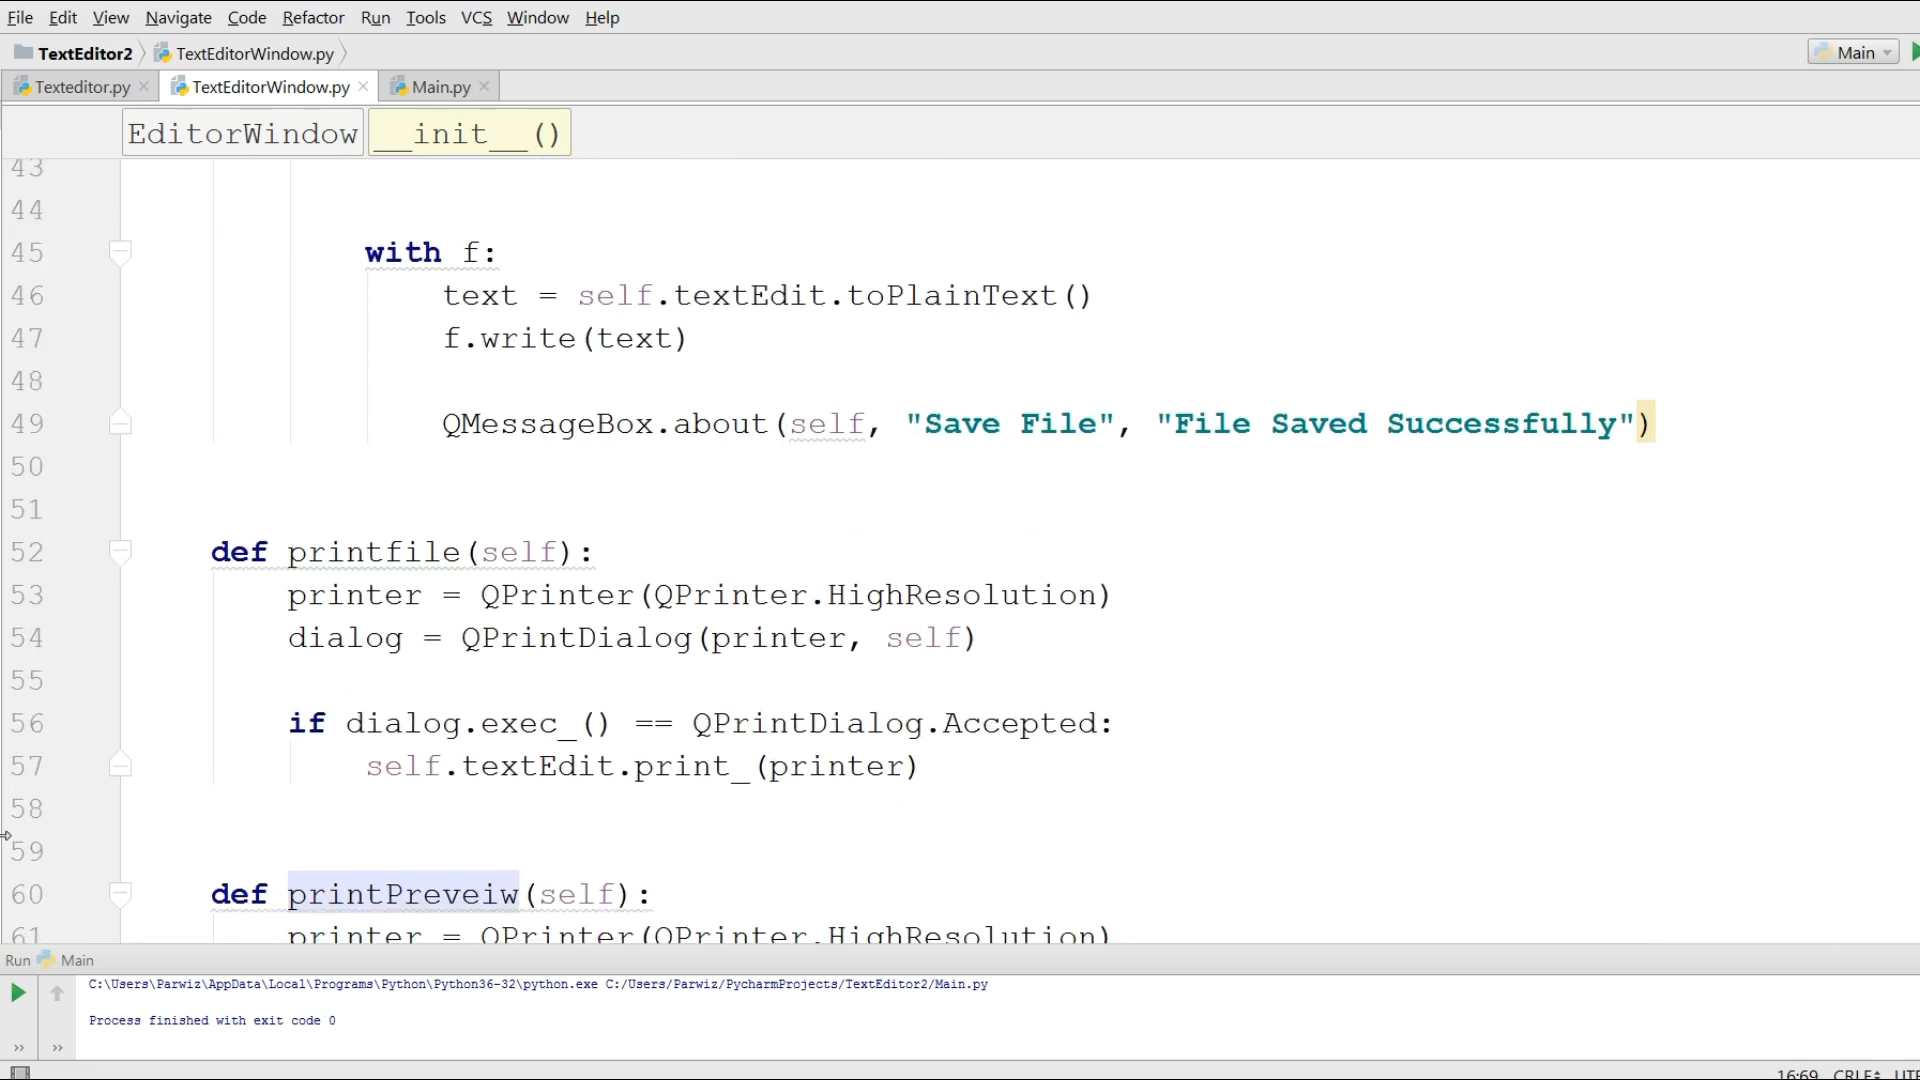 File Edit View Navigate Code Refactor Run Tools VCS Window Help
TextEditor2 TextEditorWindow.py Main
Texteditor.py TextEditorWindow.py Main.py
EditorWindow __init__()
43
44
45 with f:
46 text = self.textEdit.toPlainText()
47 f.write(text)
48
49 QMessageBox.about(self, "Save File", "File Saved Successfully")
50
51
52 def printfile(self):
53 printer = QPrinter(QPrinter.HighResolution)
54 dialog = QPrintDialog(printer, self)
55
56 if dialog.exec_() == QPrintDialog.Accepted:
57 self.textEdit.print_(printer)
58
59
60 def printPreveiw(self):
61 printer = QPrinter(QPrinter.HighResolution)
Run Main
C:\Users\Parwiz\AppData\Local\Programs\Python\Python36-32\python.exe C:/Users/Parwiz/PycharmProjects/TextEditor2/Main.py
Process finished with exit code 0
16:69 CRLF UTF